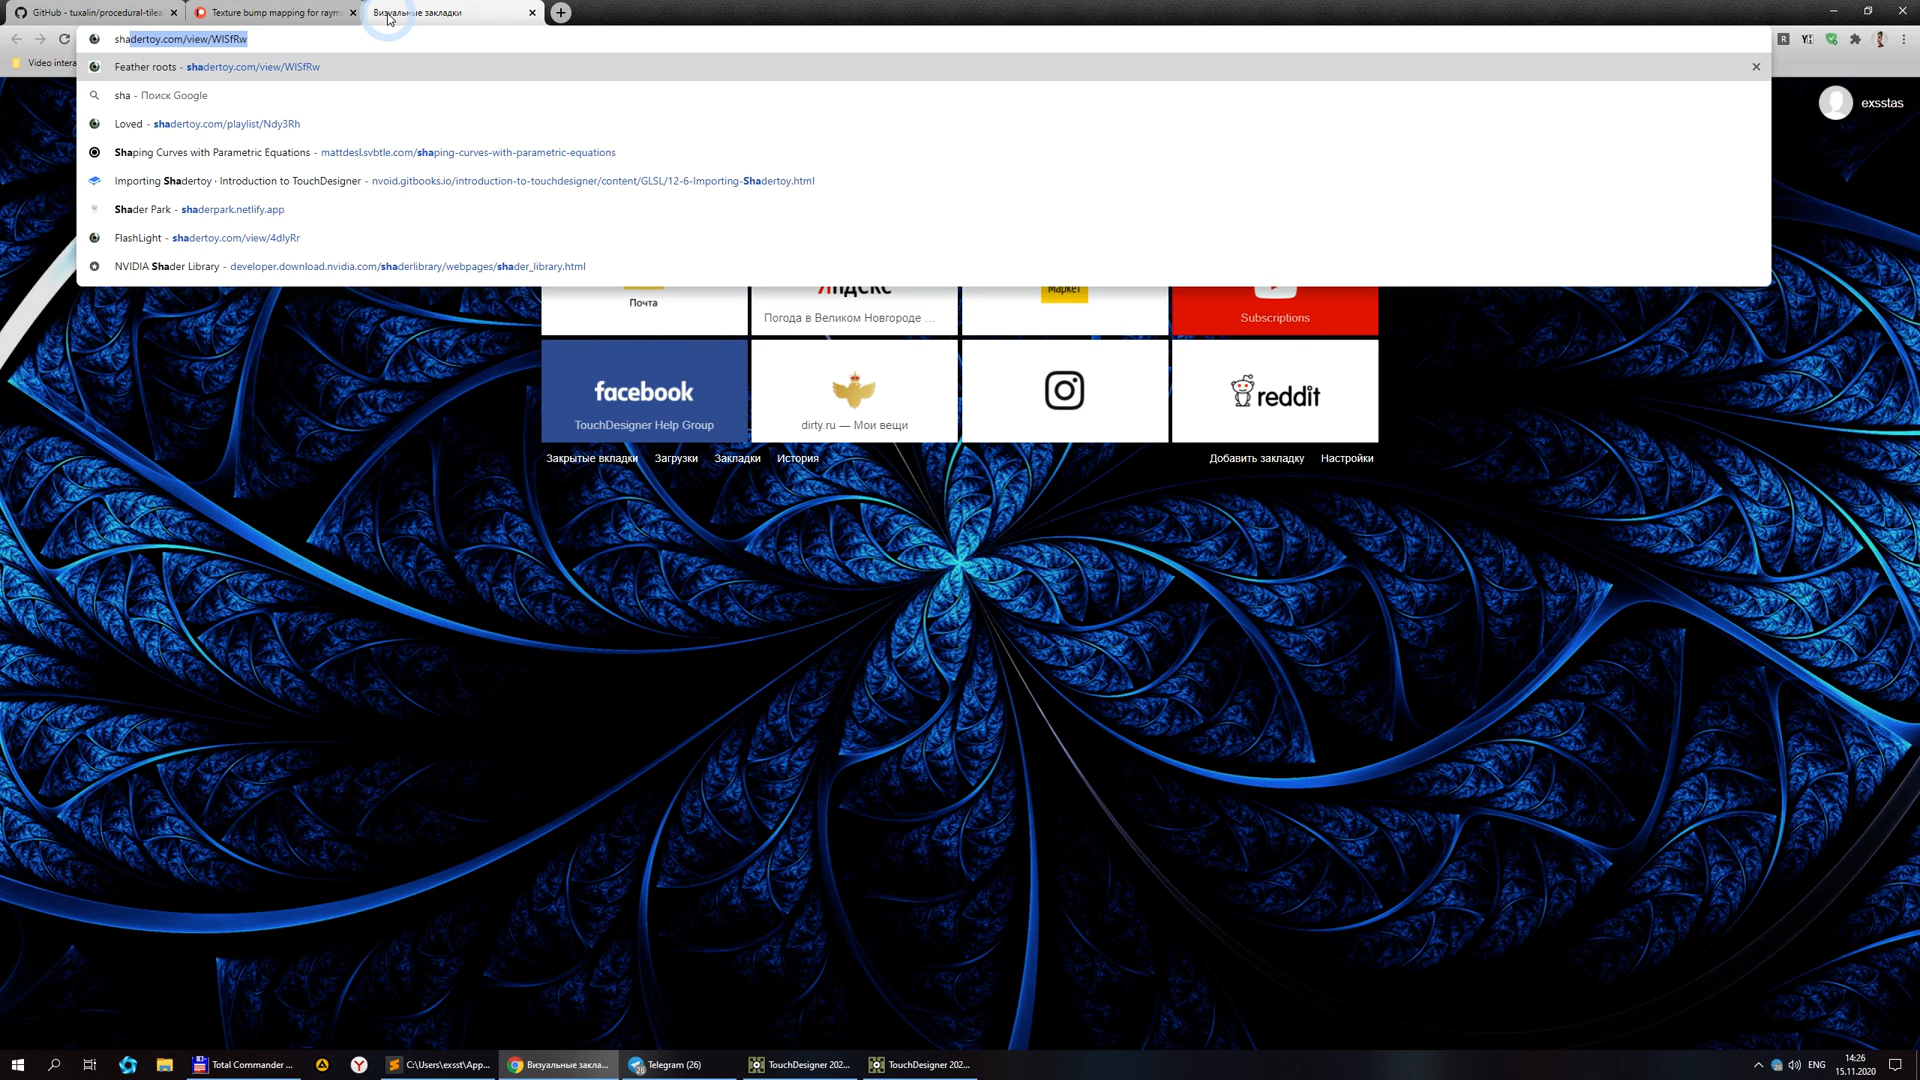 GitHub - tuxalin/procedural-tilea
Texture bump mapping for rayma
Визуальные закладки
shadertoy.com/view/WlSfRw
Video intera
Feather roots - shadertoy.com/view/WlSfRw
sha - Поиск Google
Loved - shadertoy.com/playlist/Ndy3Rh
Shaping Curves with Parametric Equations - mattdesl.svbtle.com/shaping-curves-with-parametric-equations
Importing Shadertoy · Introduction to TouchDesigner - nvoid.gitbooks.io/introduction-to-touchdesigner/content/GLSL/12-6-Importing-Shadertoy.html
Shader Park - shaderpark.netlify.app
FlashLight - shadertoy.com/view/4dlyRr
NVIDIA Shader Library - developer.download.nvidia.com/shaderlibrary/webpages/shader_library.html
exsstas
Почта
Яндекс
Погода в Великом Новгороде ...
Маркет
Subscriptions
facebook
TouchDesigner Help Group
dirty.ru — Мои вещи
reddit
Закрытые вкладки
Загрузки
Закладки
История
Добавить закладку
Настройки
Total Commander ...
C:\Users\exsst\App...
Визуальные закла...
Telegram (26)
TouchDesigner 202...
TouchDesigner 202...
ENG
14:26
15.11.2020